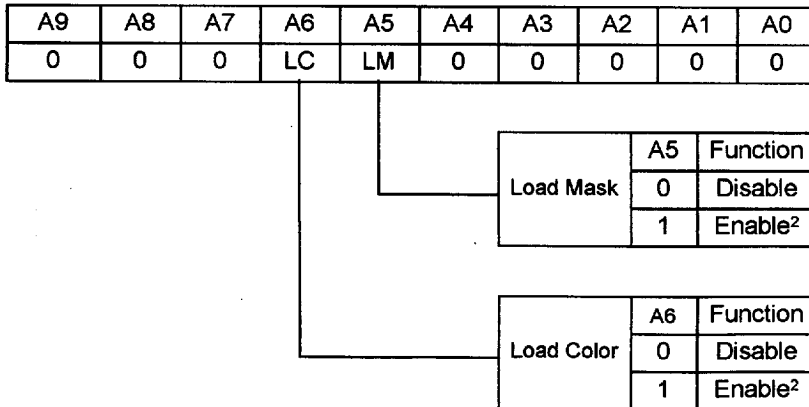 A9 A8 A7 A6 A5 A4 A3 A2 A1 A0
0 0 0 LC LM 0 0 0 0 0
A5 Function
Load Mask 0 Disable
1 Enable²
A6 Function
Load Color 0 Disable
1 Enable²